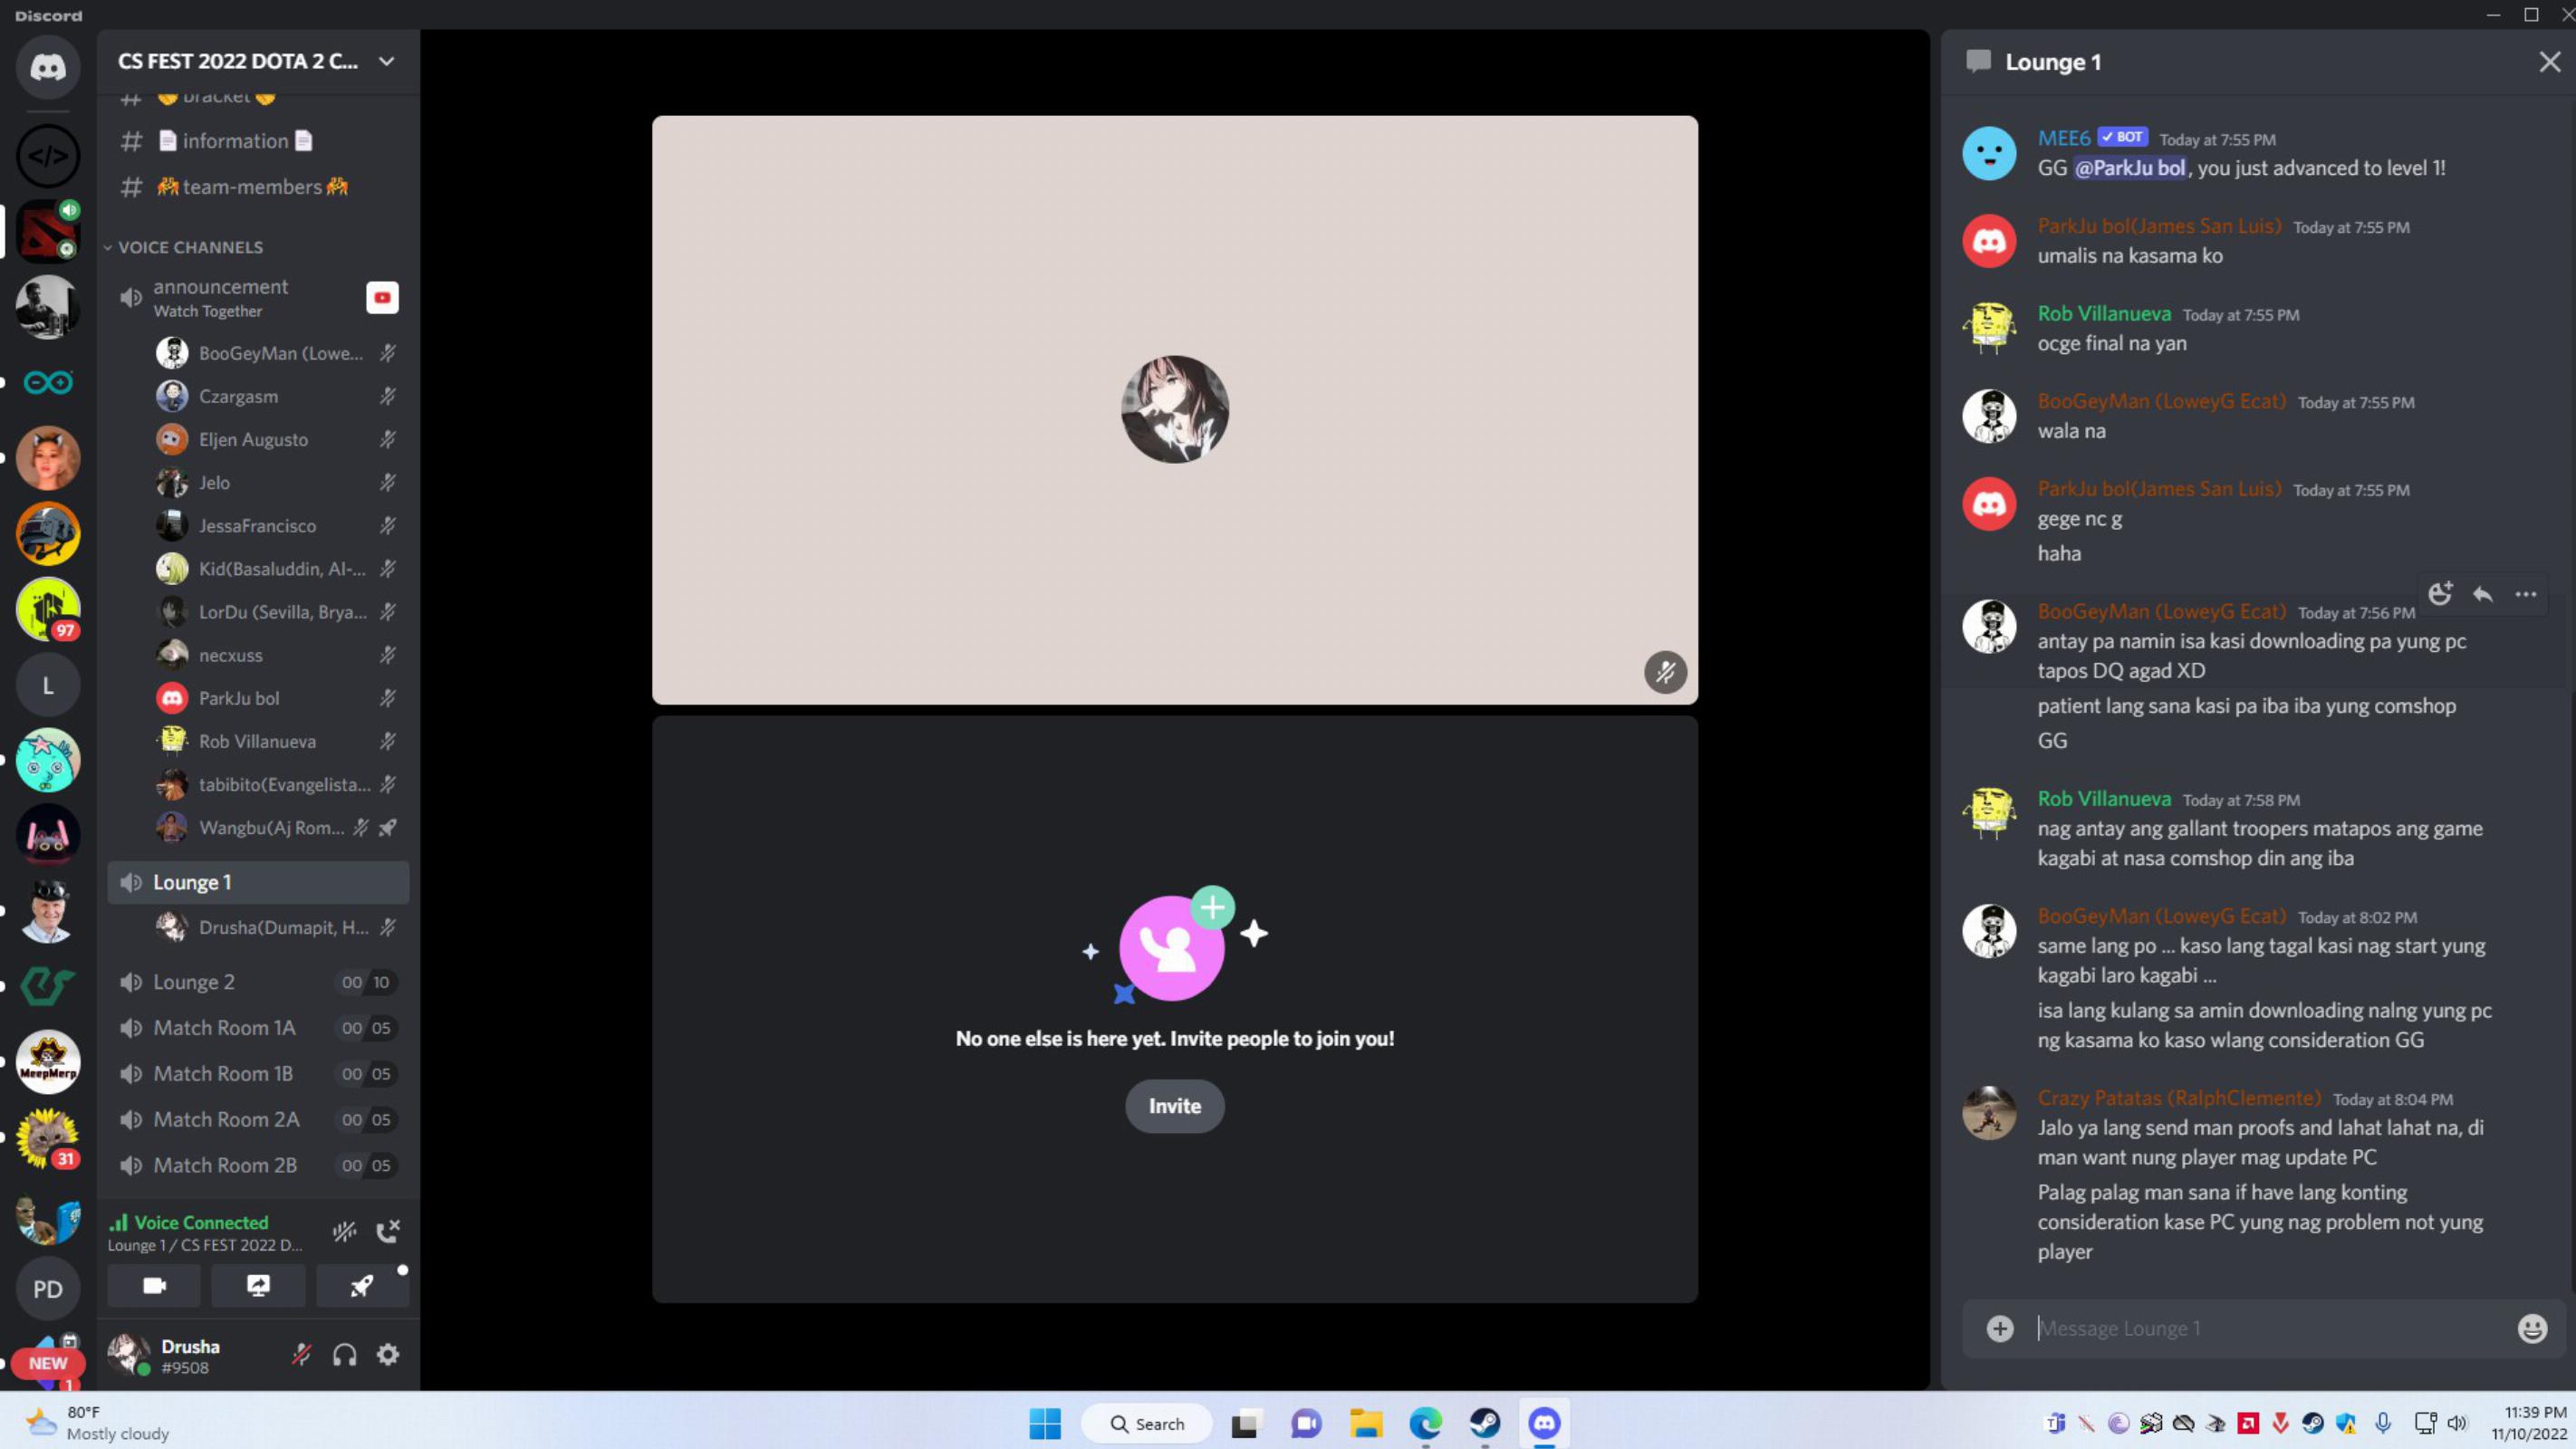 Discord
CS FEST 2022 DOTA 2 C...
bracket
information
team-members
VOICE CHANNELS
announcement
Watch Together
BooGeyMan (Lowe...
Czargasm
Eljen Augusto
Jelo
JessaFrancisco
Kid(Basaluddin, Al-...
LorDu (Sevilla, Brya...
necxuss
ParkJu bol
Rob Villanueva
tabibito(Evangelista...
Wangbu(Aj Rom...
Lounge 1
Drusha(Dumapit, H...
Lounge 2 00 10
Match Room 1A 00 05
Match Room 1B 00 05
Match Room 2A 00 05
Match Room 2B 00 05
Voice Connected
Lounge 1 / CS FEST 2022 D...
Drusha
#9508
97
L
MeepMerp
31
PD
NEW
1
No one else is here yet. Invite people to join you!
Invite
Lounge 1
MEE6 BOT Today at 7:55 PM
GG @ParkJu bol, you just advanced to level 1!
ParkJu bol(James San Luis) Today at 7:55 PM
umalis na kasama ko
Rob Villanueva Today at 7:55 PM
ocge final na yan
BooGeyMan (LoweyG Ecat) Today at 7:55 PM
wala na
ParkJu bol(James San Luis) Today at 7:55 PM
gege nc g
haha
BooGeyMan (LoweyG Ecat) Today at 7:56 PM
antay pa namin isa kasi downloading pa yung pc
tapos DQ agad XD
patient lang sana kasi pa iba iba yung comshop
GG
Rob Villanueva Today at 7:58 PM
nag antay ang gallant troopers matapos ang game
kagabi at nasa comshop din ang iba
BooGeyMan (LoweyG Ecat) Today at 8:02 PM
same lang po ... kaso lang tagal kasi nag start yung
kagabi laro kagabi ...
isa lang kulang sa amin downloading nalng yung pc
ng kasama ko kaso wlang consideration GG
Crazy Patatas (RalphClemente) Today at 8:04 PM
Jalo ya lang send man proofs and lahat lahat na, di
man want nung player mag update PC
Palag palag man sana if have lang konting
consideration kase PC yung nag problem not yung
player
Message Lounge 1
80°F
Mostly cloudy
Search
11:39 PM
11/10/2022